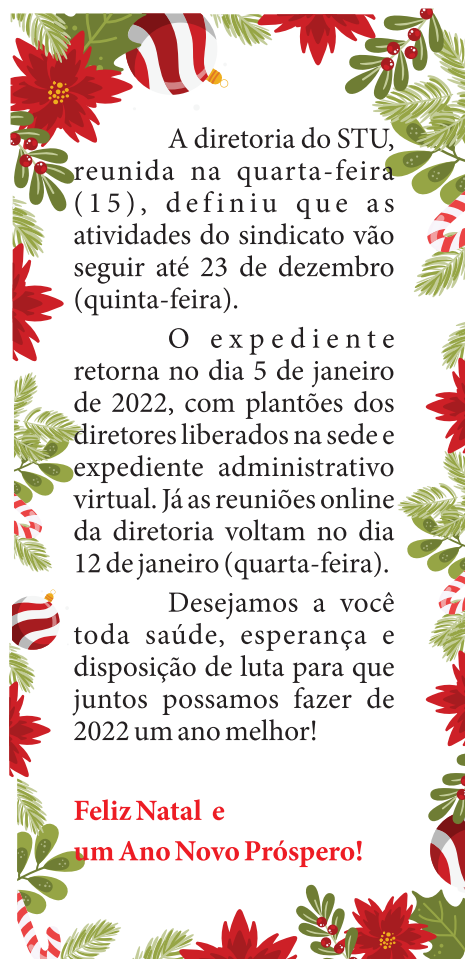 A diretoria do STU,
reunida na quarta-feira
(15), definiu que as
atividades do sindicato vão
seguir até 23 de dezembro
(quinta-feira).
O expediente
retorna no dia 5 de janeiro
de 2022, com plantões dos
diretores liberados na sede e
expediente administrativo
virtual. Já as reuniões online
da diretoria voltam no dia
12 de janeiro (quarta-feira).
Desejamos a você
toda saúde, esperança e
disposição de luta para que
juntos possamos fazer de
2022 um ano melhor!
Feliz Natal e
um Ano Novo Próspero!